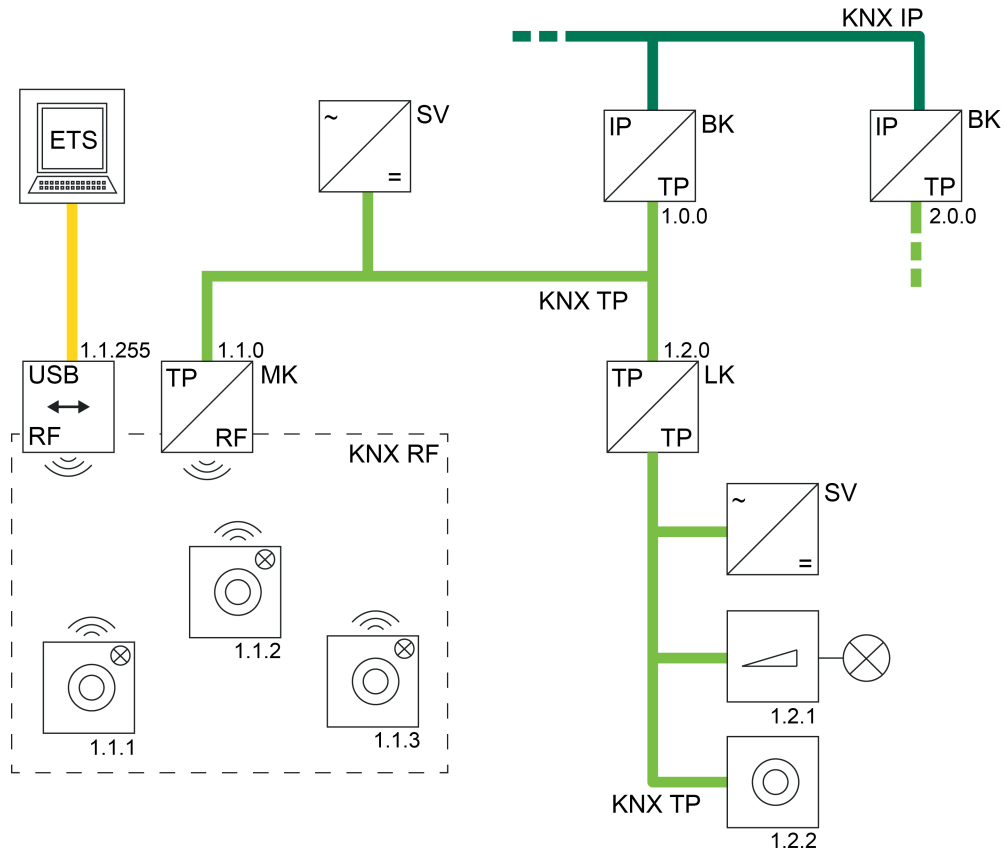 KNX IP
ETS
~
=
SV
IP
TP
BK
1.0.0
IP
TP
BK
2.0.0
KNX TP
1.1.255
USB
RF
1.1.0
TP
RF
MK
KNX RF
1.2.0
TP
TP
LK
~
=
SV
1.1.2
1.1.1
1.1.3
1.2.1
KNX TP
1.2.2